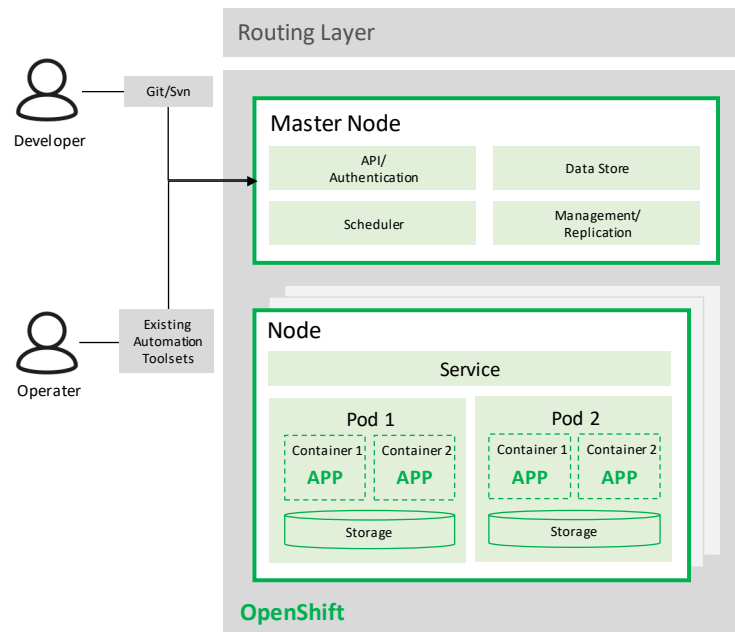 Routing Layer
Git/Svn
Developer
Master Node
API/
Authentication
Data Store
Scheduler
Management/
Replication
Existing
Automation
Toolsets
Operater
Node
Service
Pod 1
Pod 2
Container 1
Container 2
Container 1
Container 2
APP
APP
APP
APP
Storage
Storage
OpenShift